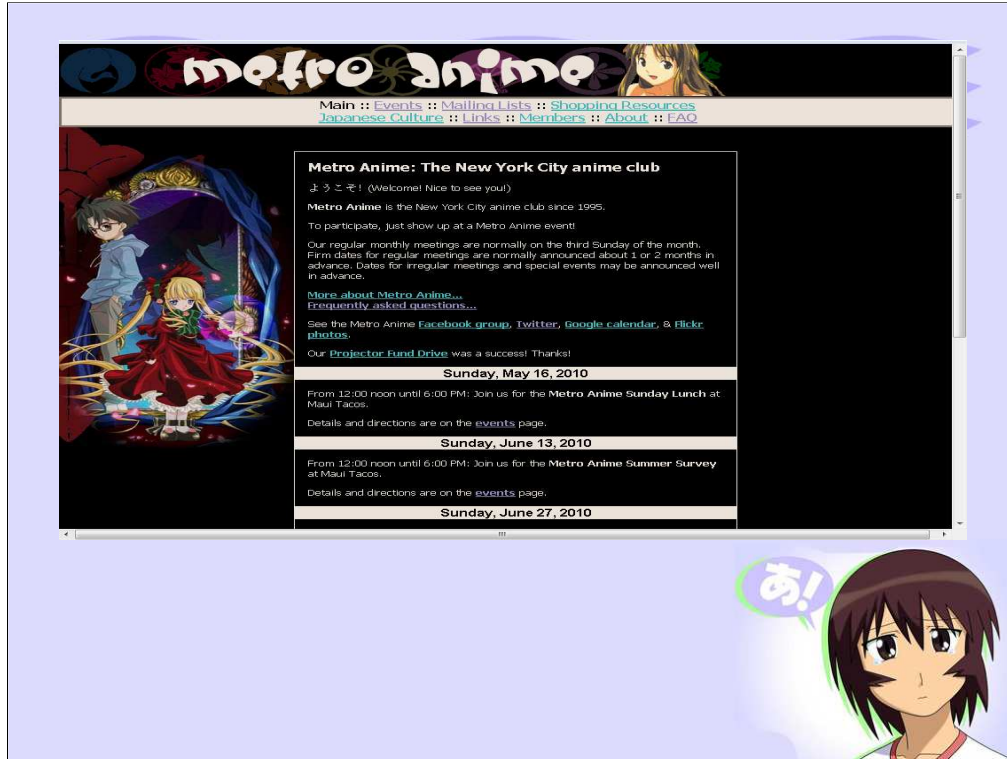 metro anime
Main :: Events :: Mailing Lists :: Shopping Resources
Japanese Culture :: Links :: Members :: About :: FAQ
Metro Anime: The New York City anime club
ようこそ! (Welcome! Nice to see you!)
Metro Anime is the New York City anime club since 1995.
To participate, just show up at a Metro Anime event!
Our regular monthly meetings are normally on the third Sunday of the month.
Firm dates for regular meetings are normally announced about 1 or 2 months in
advance. Dates for irregular meetings and special events may be announced well
in advance.
More about Metro Anime...
Frequently asked questions...
See the Metro Anime Facebook group, Twitter, Google calendar, & Flickr
photos.
Our Projector Fund Drive was a success! Thanks!
Sunday, May 16, 2010
From 12:00 noon until 6:00 PM: Join us for the Metro Anime Sunday Lunch at
Maui Tacos.
Details and directions are on the events page.
Sunday, June 13, 2010
From 12:00 noon until 6:00 PM: Join us for the Metro Anime Summer Survey
at Maui Tacos.
Details and directions are on the events page.
Sunday, June 27, 2010
あ!